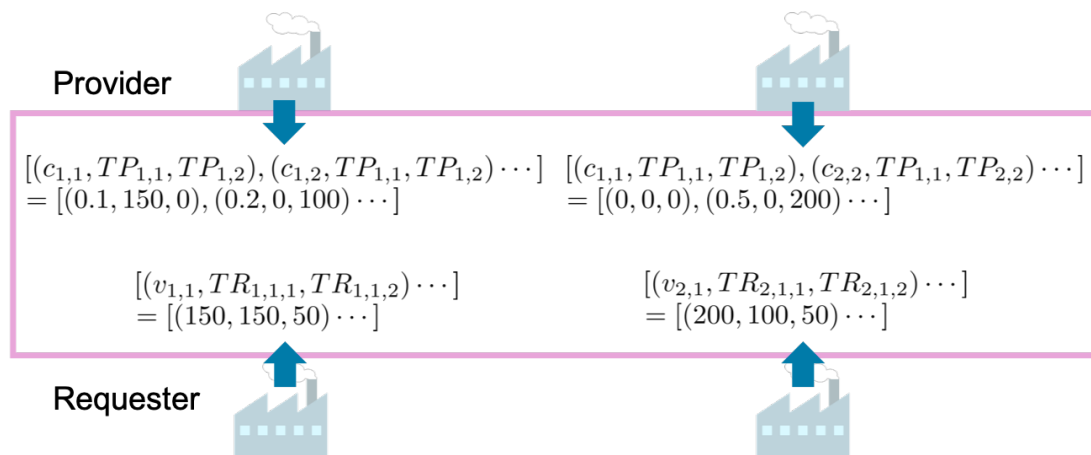 Provider
[(c_{1,1}, TP_{1,1}, TP_{1,2}), (c_{1,2}, TP_{1,1}, TP_{1,2}) ⋯]
= [(0.1, 150, 0), (0.2, 0, 100) ⋯]
[(c_{1,1}, TP_{1,1}, TP_{1,2}), (c_{2,2}, TP_{1,1}, TP_{2,2}) ⋯]
= [(0, 0, 0), (0.5, 0, 200) ⋯]
[(v_{1,1}, TR_{1,1,1}, TR_{1,1,2}) ⋯]
= [(150, 150, 50) ⋯]
[(v_{2,1}, TR_{2,1,1}, TR_{2,1,2}) ⋯]
= [(200, 100, 50) ⋯]
Requester